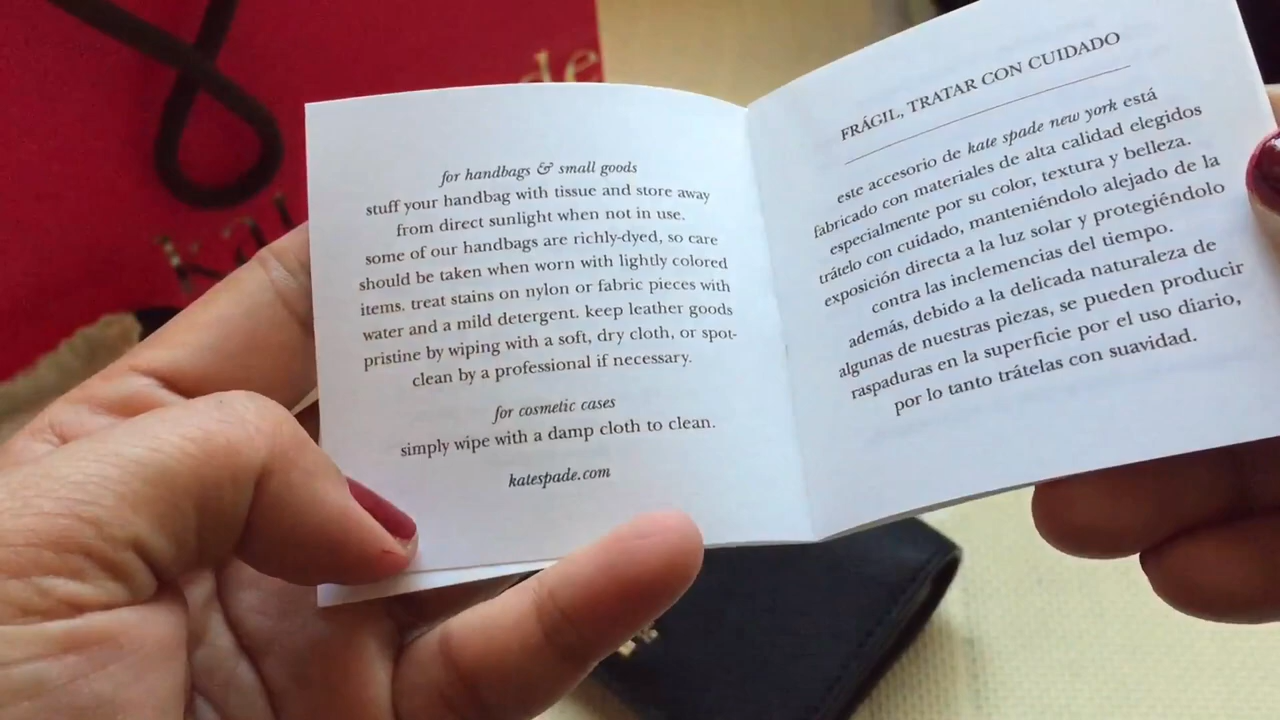 de
for handbags & small goods
stuff your handbag with tissue and store away
from direct sunlight when not in use.
some of our handbags are richly-dyed, so care
should be taken when worn with lightly colored
items. treat stains on nylon or fabric pieces with
water and a mild detergent. keep leather goods
pristine by wiping with a soft, dry cloth, or spot-
clean by a professional if necessary.
for cosmetic cases
simply wipe with a damp cloth to clean.
katespade.com
FRÁGIL, TRATAR CON CUIDADO
este accesorio de kate spade new york está
fabricado con materiales de alta calidad elegidos
especialmente por su color, textura y belleza.
trátelo con cuidado, manteniéndolo alejado de la
exposición directa a la luz solar y protegiéndolo
contra las inclemencias del tiempo.
además, debido a la delicada naturaleza de
algunas de nuestras piezas, se pueden producir
raspaduras en la superficie por el uso diario,
por lo tanto trátelas con suavidad.